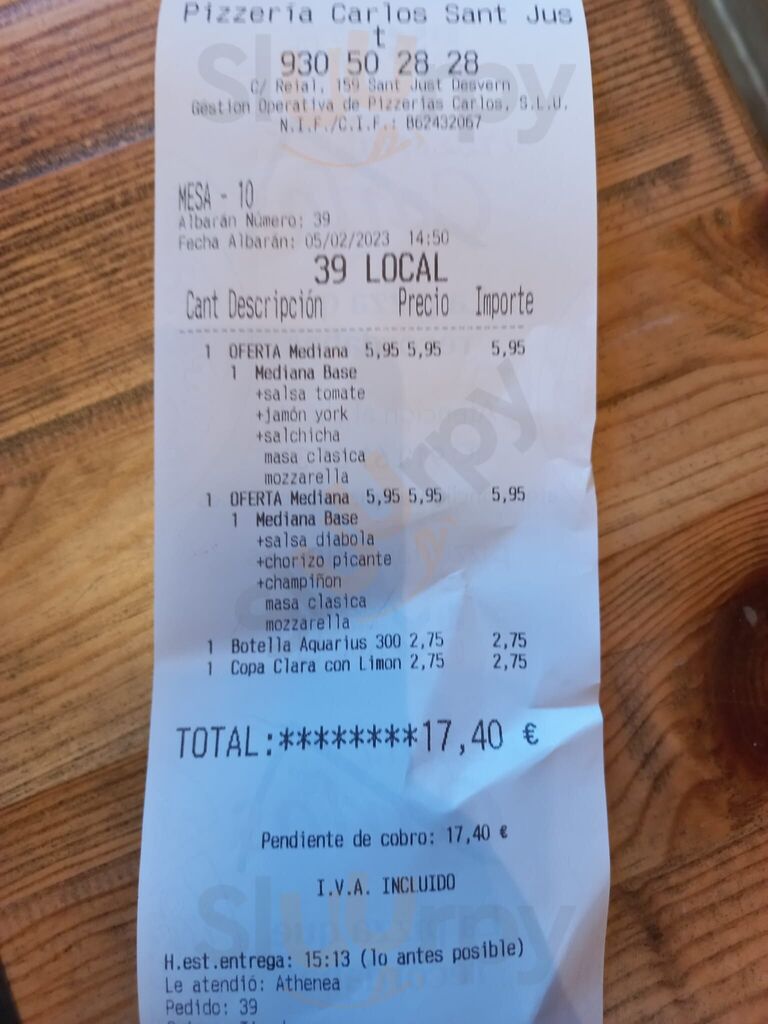 Pizzería Carlos Sant Jus
t
930 50 28 28
C/ Reial, 159 Sant Just Desvern
Gestion Operativa de Pizzerias Carlos, S.L.U.
N.I.F./C.I.F.: B62432067
MESA - 10
Albarán Número: 39
Fecha Albarán: 05/02/2023 14:50
39 LOCAL
Cant Descripción Precio Importe
1 OFERTA Mediana 5,95 5,95 5,95
1 Mediana Base
+salsa tomate
+jamón york
+salchicha
masa clasica
mozzarella
1 OFERTA Mediana 5,95 5,95 5,95
1 Mediana Base
+salsa diabola
+chorizo picante
+champiñon
masa clasica
mozzarella
1 Botella Aquarius 300 2,75 2,75
1 Copa Clara con Limon 2,75 2,75
TOTAL:********17,40 €
Pendiente de cobro: 17,40 €
I.V.A. INCLUIDO
H.est.entrega: 15:13 (lo antes posible)
Le atendió: Athenea
Pedido: 39
Sluurpy
Sluurpy
Sluurpy